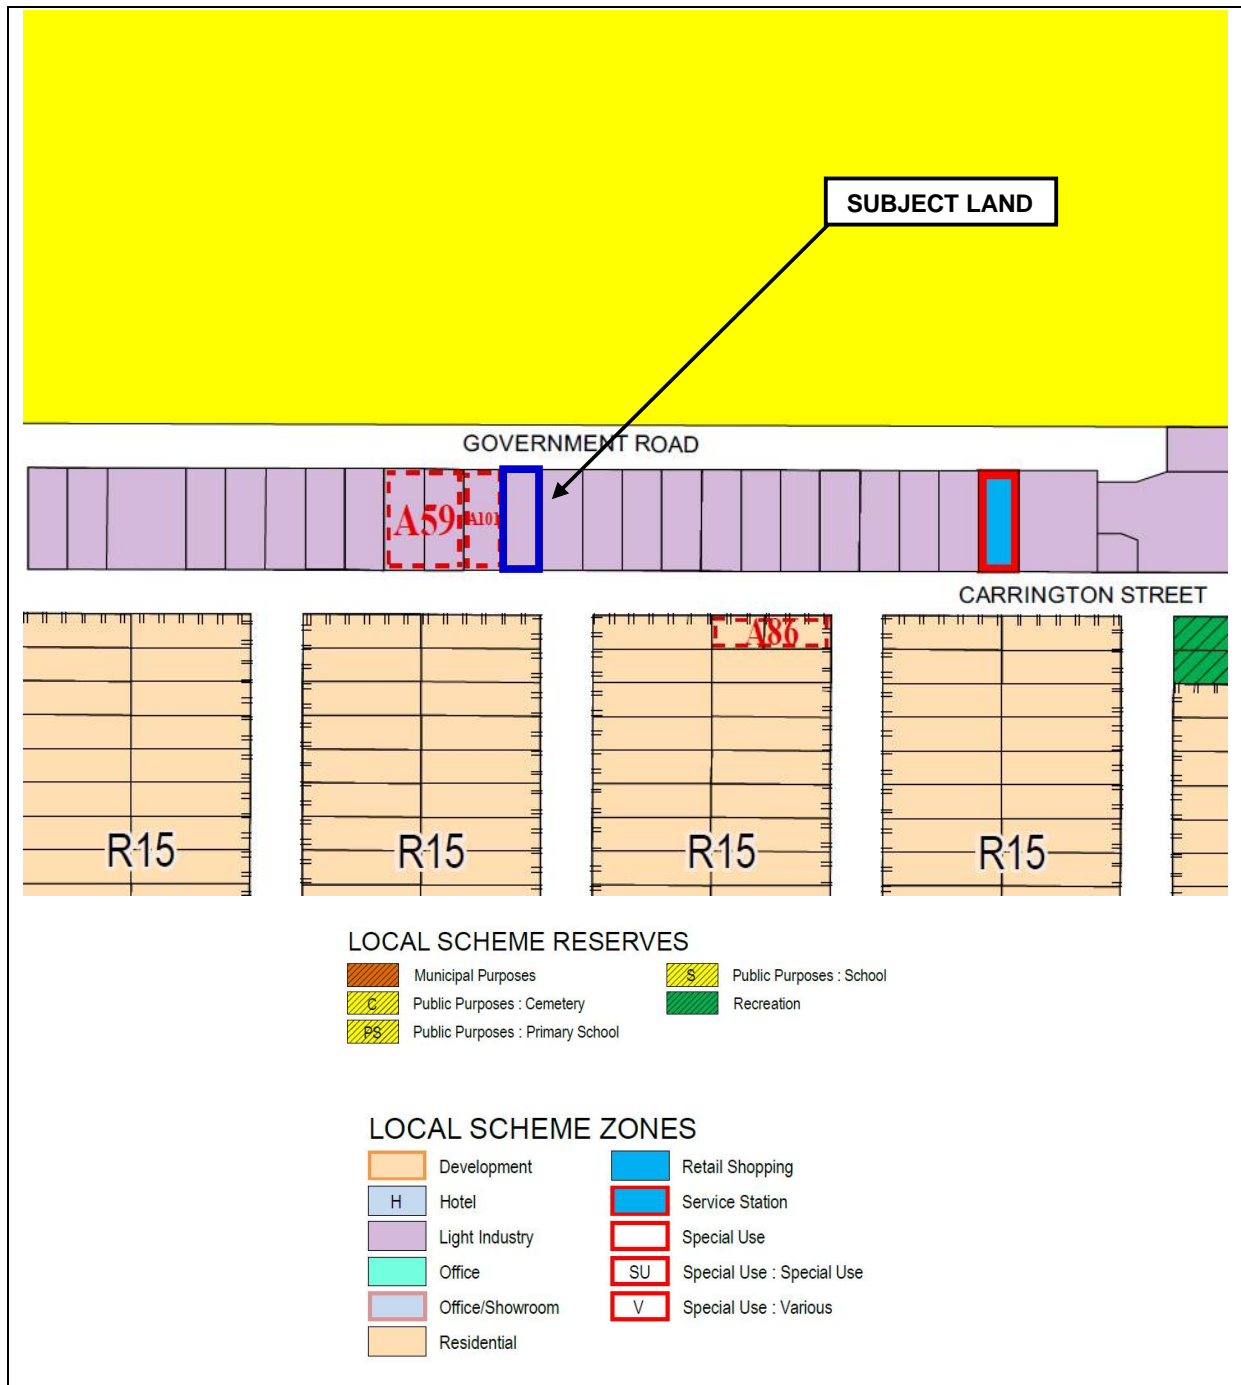 SUBJECT LAND
GOVERNMENT ROAD
A59
A101
CARRINGTON STREET
A86
R15 R15 R15 R15
LOCAL SCHEME RESERVES
Municipal Purposes
C Public Purposes : Cemetery
PS Public Purposes : Primary School
S Public Purposes : School
Recreation
LOCAL SCHEME ZONES
Development
H Hotel
Light Industry
Office
Office/Showroom
Residential
Retail Shopping
Service Station
Special Use
SU Special Use : Special Use
V Special Use : Various